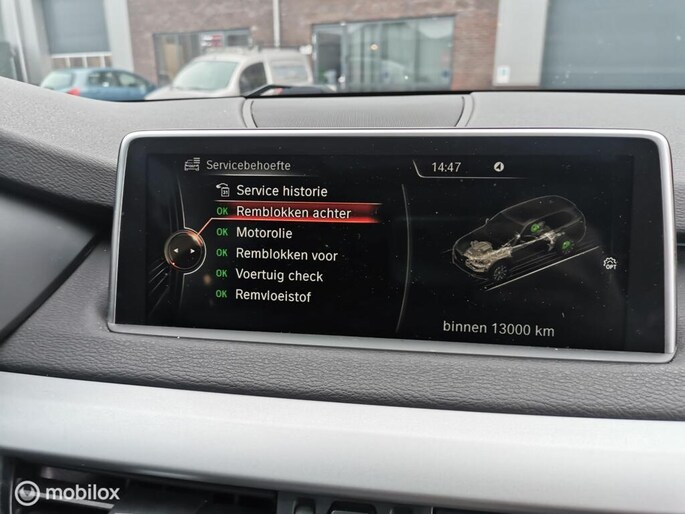 Servicebehoefte 14:47
Service historie
OK Remblokken achter
OK Motorolie
OK Remblokken voor
OK Voertuig check
OK Remvloeistof
OPT
binnen 13000 km
mobilox